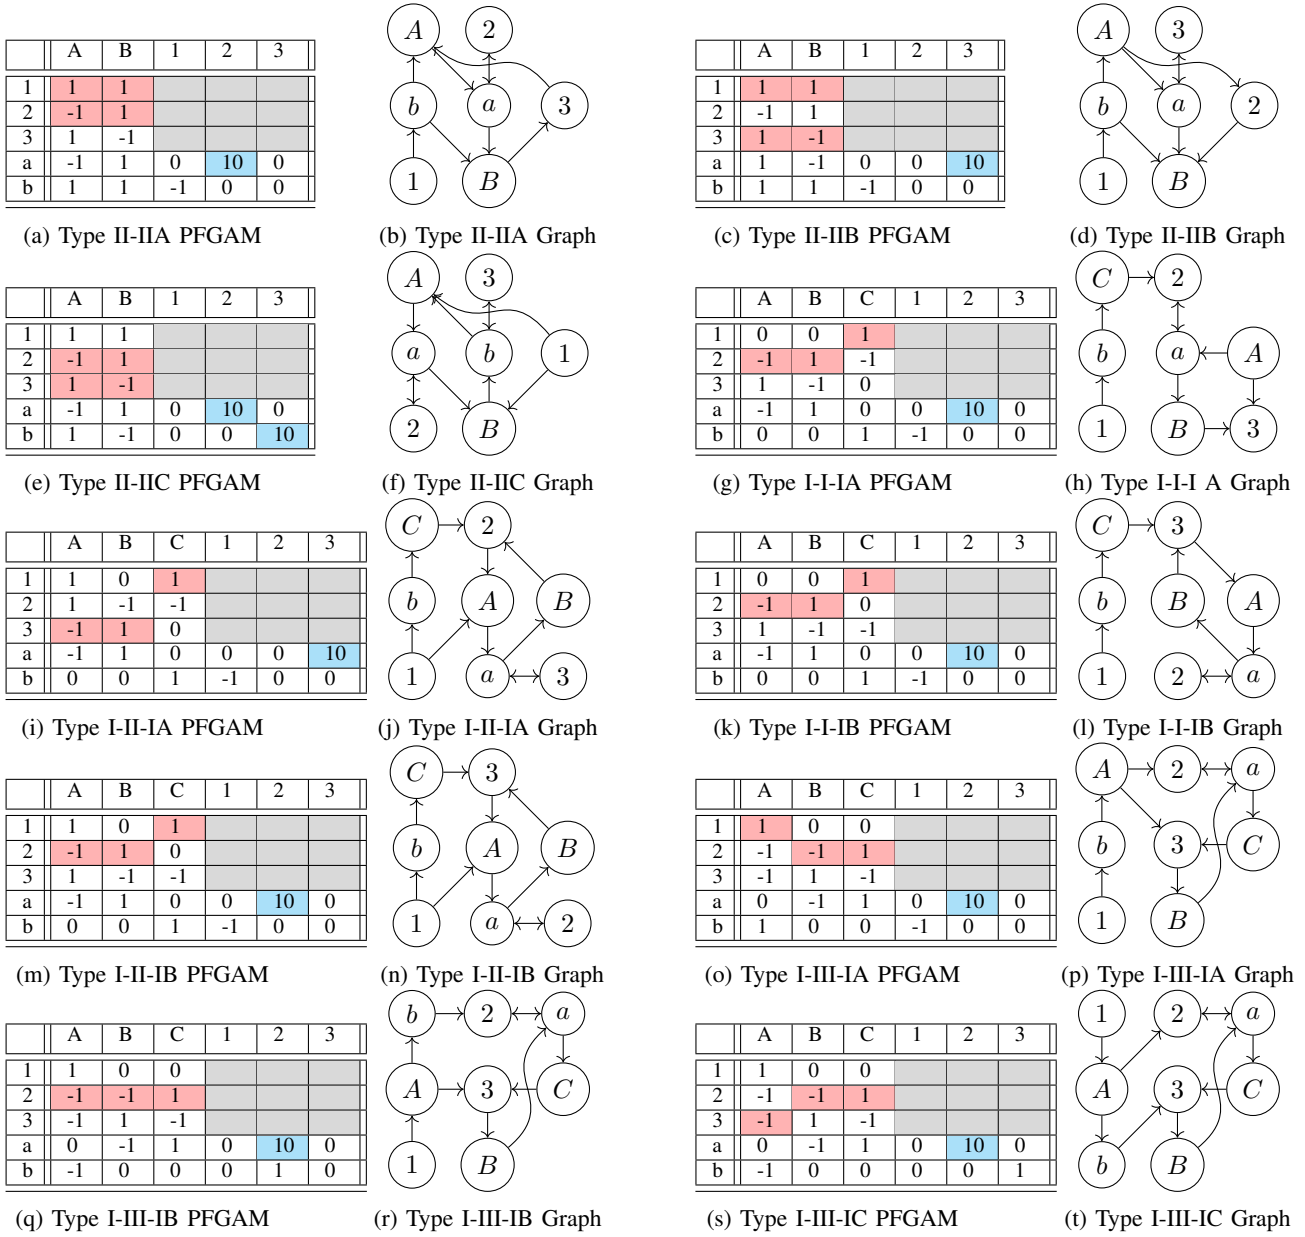 A B 1 2 3
1 1 1
2 -1 1
3 1 -1
a -1 1 0 10 0
b 1 1 -1 0 0
(a) Type II-IIA PFGAM
A 2
b a 3
1 B
(b) Type II-IIA Graph
A B 1 2 3
1 1 1
2 -1 1
3 1 -1
a 1 -1 0 0 10
b 1 1 -1 0 0
(c) Type II-IIB PFGAM
A 3
b a 2
1 B
(d) Type II-IIB Graph
A B 1 2 3
1 1 1
2 -1 1
3 1 -1
a -1 1 0 10 0
b 1 -1 0 0 10
(e) Type II-IIC PFGAM
A 3
a b 1
2 B
(f) Type II-IIC Graph
A B C 1 2 3
1 0 0 1
2 -1 1 -1
3 1 -1 0
a -1 1 0 0 10 0
b 0 0 1 -1 0 0
(g) Type I-I-IA PFGAM
C 2
b a A
1 B 3
(h) Type I-I-I A Graph
A B C 1 2 3
1 1 0 1
2 1 -1 -1
3 -1 1 0
a -1 1 0 0 0 10
b 0 0 1 -1 0 0
(i) Type I-II-IA PFGAM
C 2
b A B
1 a 3
(j) Type I-II-IA Graph
A B C 1 2 3
1 0 0 1
2 -1 1 0
3 1 -1 -1
a -1 1 0 0 10 0
b 0 0 1 -1 0 0
(k) Type I-I-IB PFGAM
C 3
b B A
1 2 a
(l) Type I-I-IB Graph
A B C 1 2 3
1 1 0 1
2 -1 1 0
3 1 -1 -1
a -1 1 0 0 10 0
b 0 0 1 -1 0 0
(m) Type I-II-IB PFGAM
C 3
b A B
1 a 2
(n) Type I-II-IB Graph
A B C 1 2 3
1 1 0 0
2 -1 -1 1
3 -1 1 -1
a 0 -1 1 0 10 0
b 1 0 0 -1 0 0
(o) Type I-III-IA PFGAM
A 2 a
b 3 C
1 B
(p) Type I-III-IA Graph
A B C 1 2 3
1 1 0 0
2 -1 -1 1
3 -1 1 -1
a 0 -1 1 0 10 0
b -1 0 0 0 1 0
(q) Type I-III-IB PFGAM
b 2 a
A 3 C
1 B
(r) Type I-III-IB Graph
A B C 1 2 3
1 1 0 0
2 -1 -1 1
3 -1 1 -1
a 0 -1 1 0 10 0
b -1 0 0 0 0 1
(s) Type I-III-IC PFGAM
1 2 a
A 3 C
b B
(t) Type I-III-IC Graph